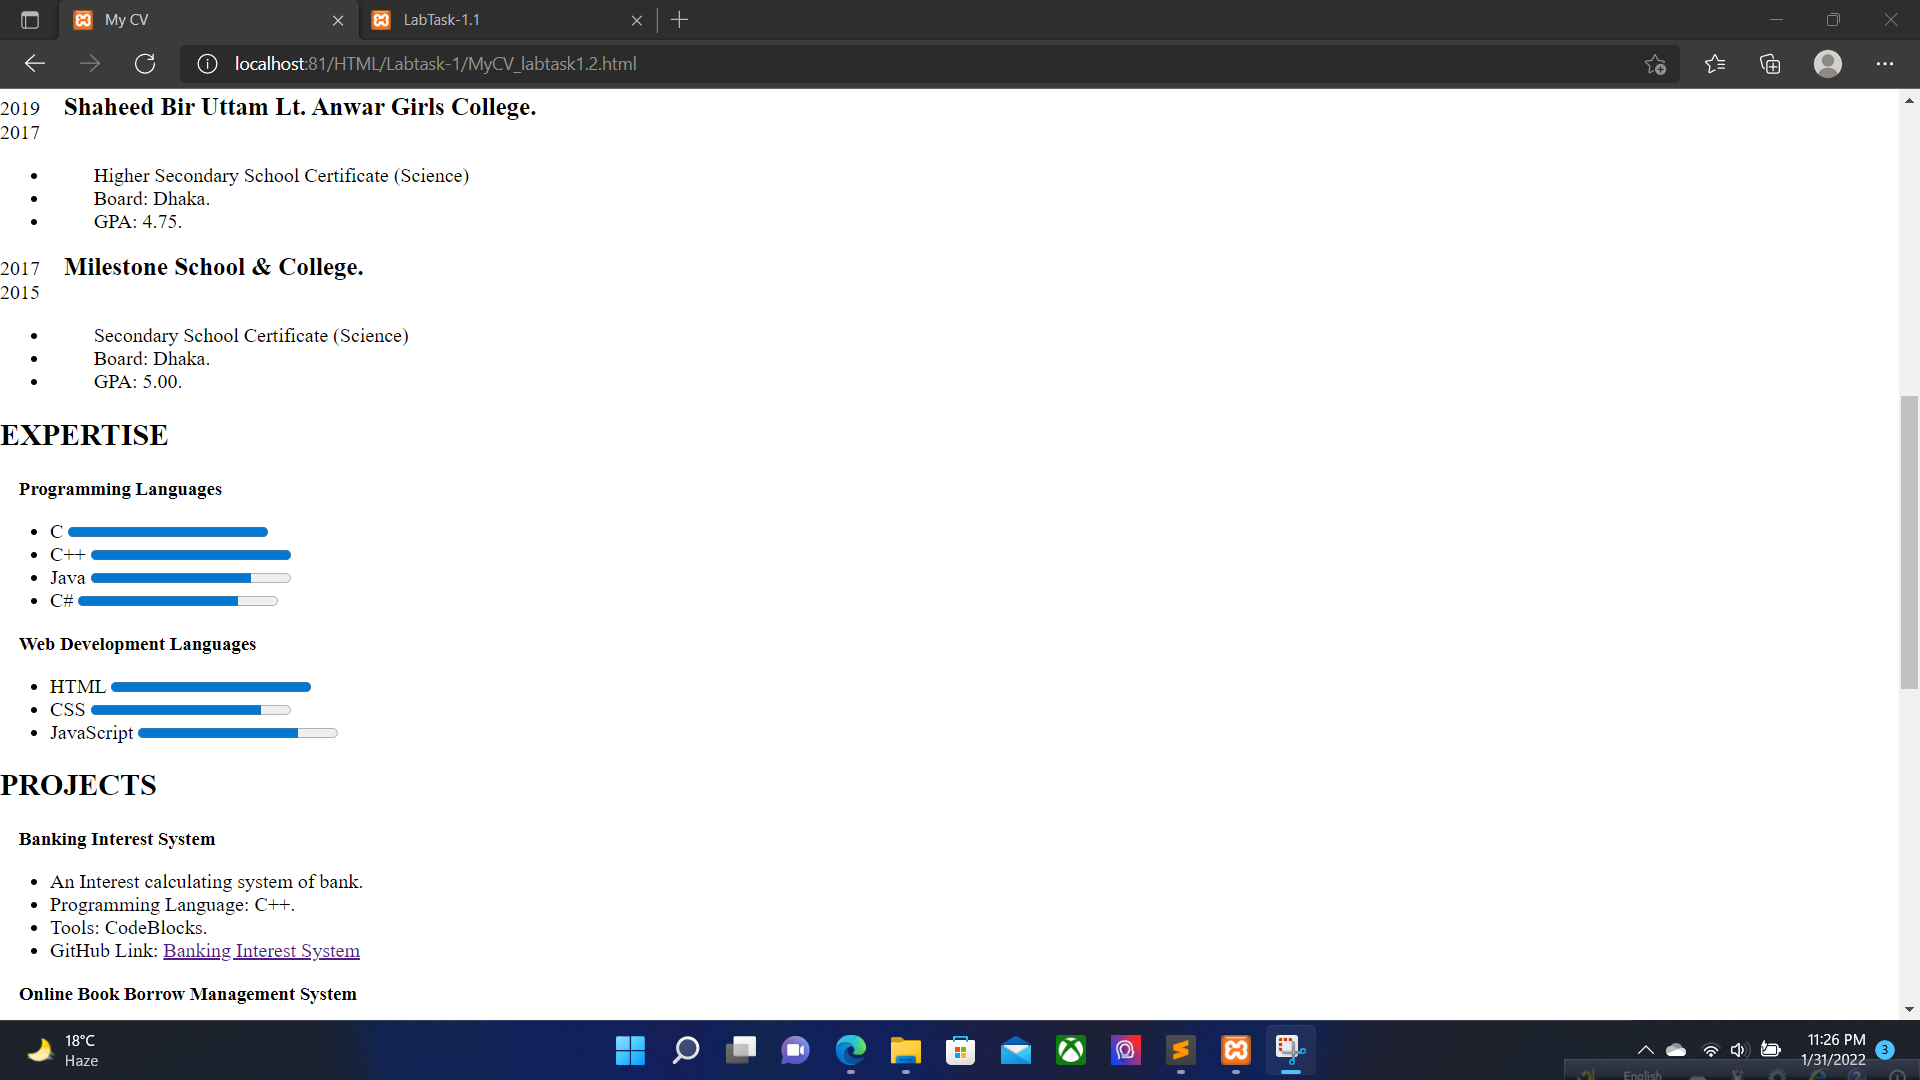 My CV
LabTask-1.1
localhost:81/HTML/Labtask-1/MyCV_labtask1.2.html
2019 Shaheed Bir Uttam Lt. Anwar Girls College.
2017
Higher Secondary School Certificate (Science)
Board: Dhaka.
GPA: 4.75.
2017 Milestone School & College.
2015
Secondary School Certificate (Science)
Board: Dhaka.
GPA: 5.00.
EXPERTISE
Programming Languages
C
C++
Java
C#
Web Development Languages
HTML
CSS
JavaScript
PROJECTS
Banking Interest System
An Interest calculating system of bank.
Programming Language: C++.
Tools: CodeBlocks.
GitHub Link: Banking Interest System
Online Book Borrow Management System
18°C
Haze
11:26 PM
1/31/2022
3
English